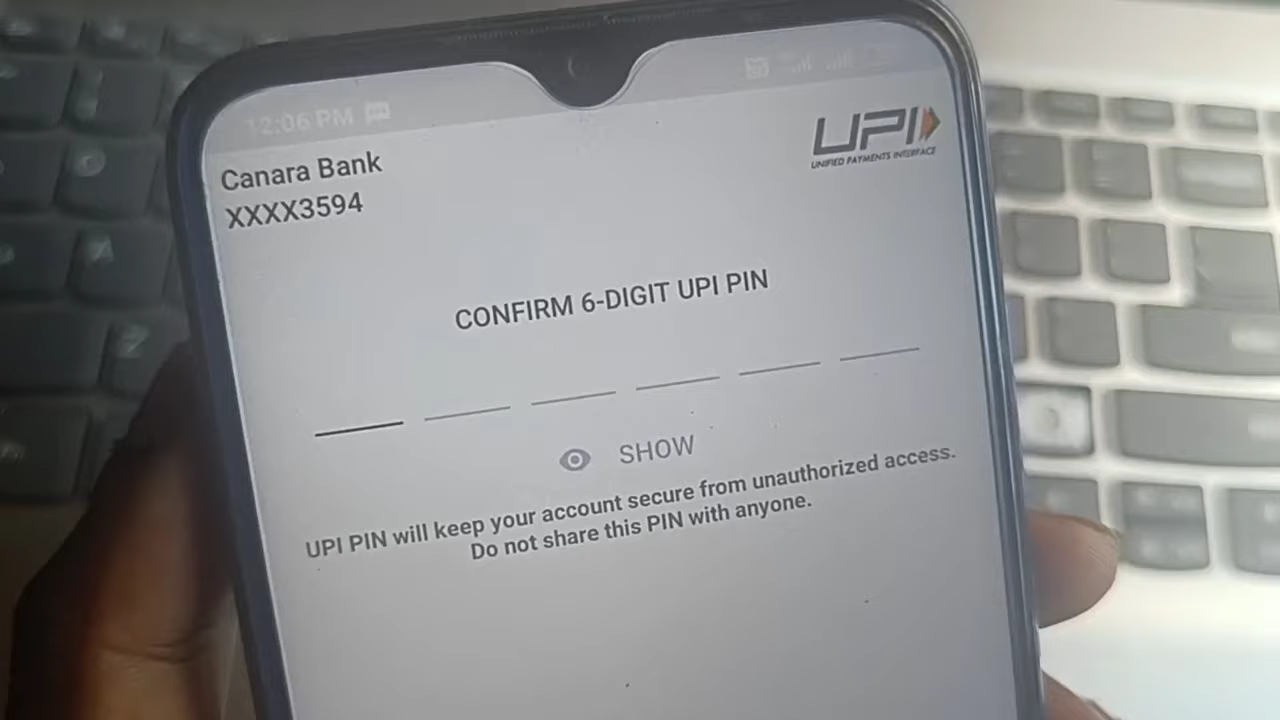 12:06 PM
Canara Bank
XXXX3594
UPI
UNIFIED PAYMENTS INTERFACE
CONFIRM 6-DIGIT UPI PIN
SHOW
UPI PIN will keep your account secure from unauthorized access.
Do not share this PIN with anyone.